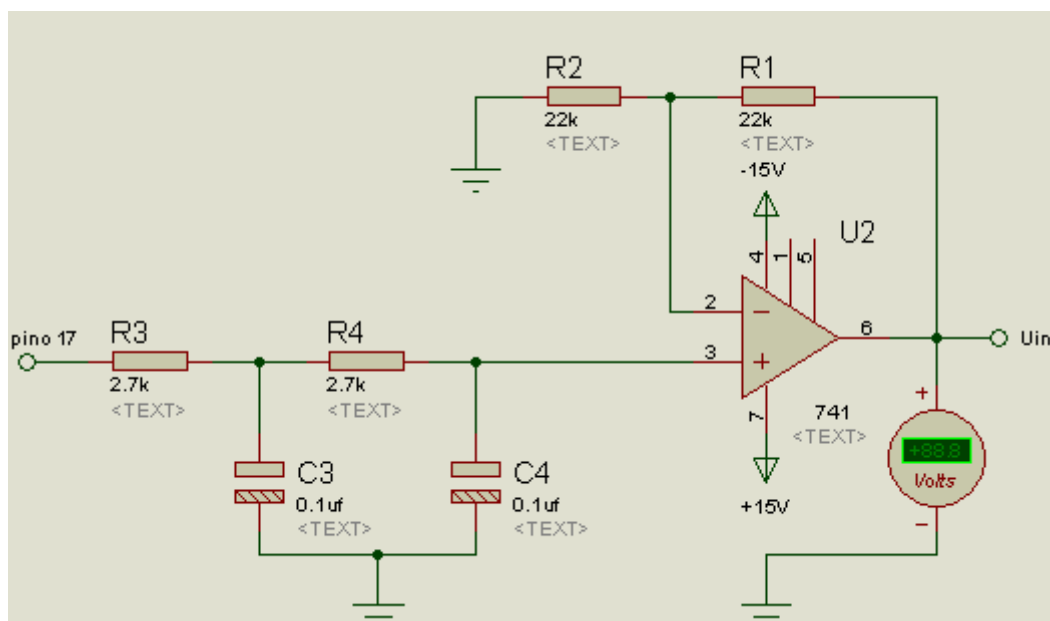 R2
R1
22k
22k
<TEXT>
<TEXT>
-15V
U2
4
1
5
2
6
3
7
pino 17
R3
R4
2.7k
2.7k
<TEXT>
<TEXT>
Uin
741
<TEXT>
+
+88.8
Volts
−
+15V
C3
C4
0.1uf
0.1uf
<TEXT>
<TEXT>